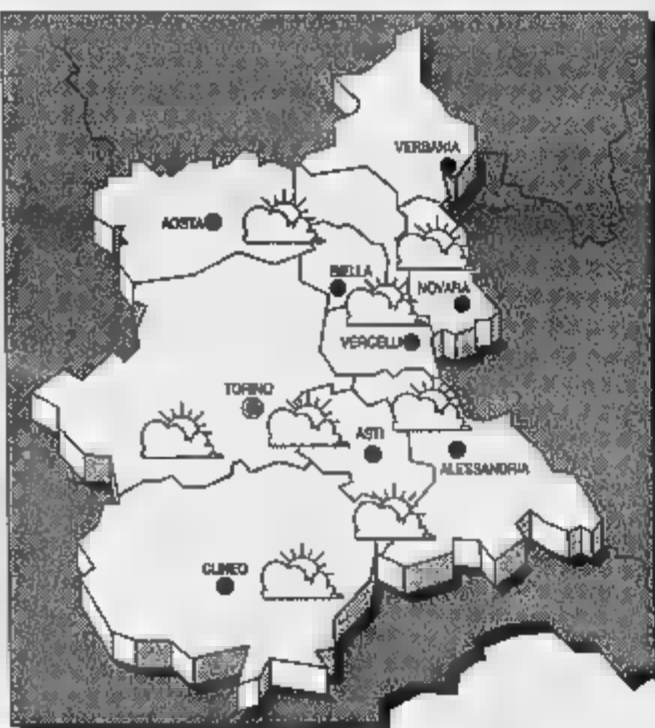 VERBANIA
AOSTA
BIELLA
NOVARA
VERCELLI
TORINO
ASTI
ALESSANDRIA
CUNEO